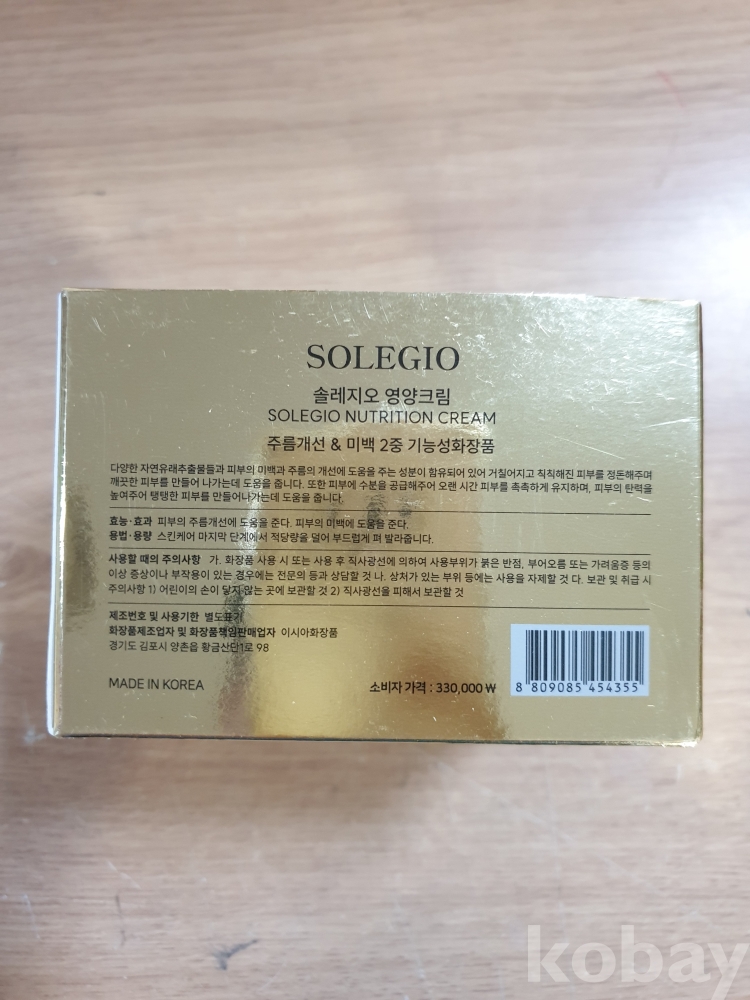 SOLEGIO
솔레지오 영양크림
SOLEGIO NUTRITION CREAM
주름개선 & 미백 2중 기능성화장품
다양한 자연유래추출물들과 피부의 미백과 주름의 개선에 도움을 주는 성분이 함유되어 있어 거칠어지고 칙칙해진 피부를 정돈해주며
깨끗한 피부를 만들어 나가는데 도움을 줍니다. 또한 피부에 수분을 공급해주어 오랜 시간 피부를 촉촉하게 유지하며, 피부의 탄력을
높여주어 탱탱한 피부를 만들어나가는데 도움을 줍니다.
효능·효과 피부의 주름개선에 도움을 준다. 피부의 미백에 도움을 준다.
용법·용량 스킨케어 마지막 단계에서 적당량을 덜어 부드럽게 펴 발라줍니다.
사용할 때의 주의사항 가. 화장품 사용 시 또는 사용 후 직사광선에 의하여 사용부위가 붉은 반점, 부어오름 또는 가려움증 등의
이상 증상이나 부작용이 있는 경우에는 전문의 등과 상담할 것 나. 상처가 있는 부위 등에는 사용을 자제할 것 다. 보관 및 취급 시
주의사항 1) 어린이의 손이 닿지 않는 곳에 보관할 것 2) 직사광선을 피해서 보관할 것
제조번호 및 사용기한 별도표기
화장품제조업자 및 화장품책임판매업자 이시아화장품
경기도 김포시 양촌읍 황금산단1로 98
MADE IN KOREA
소비자 가격 : 330,000 ₩
8 809085 454355
kobay